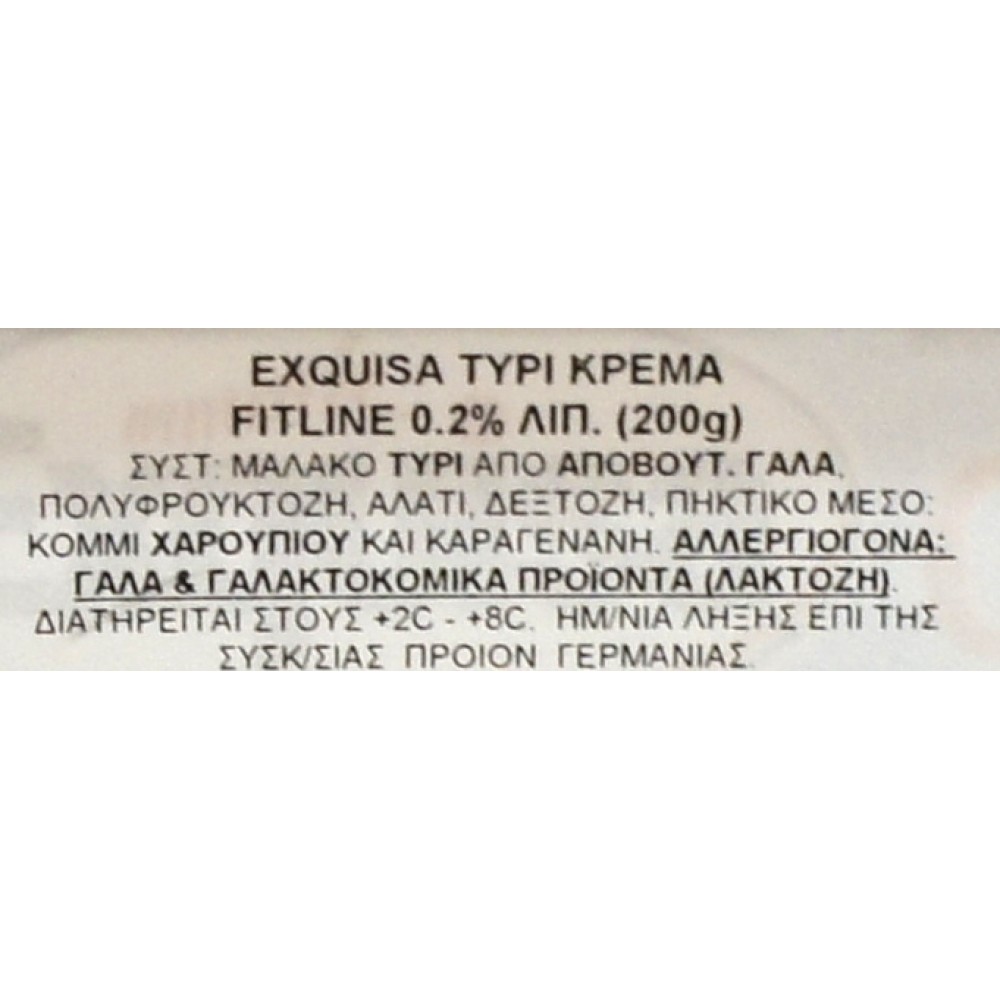 EXQUISA ΤΥΡΙ ΚΡΕΜΑ
FITLINE 0.2% ΛΙΠ. (200g)
ΣΥΣΤ: ΜΑΛΑΚΟ ΤΥΡΙ ΑΠΟ ΑΠΟΒΟΥΤ. ΓΑΛΑ,
ΠΟΛΥΦΡΟΥΚΤΟΖΗ, ΑΛΑΤΙ, ΔΕΞΤΟΖΗ, ΠΗΚΤΙΚΟ ΜΕΣΟ:
ΚΟΜΜΙ ΧΑΡΟΥΠΙΟΥ ΚΑΙ ΚΑΡΑΓΕΝΑΝΗ. ΑΛΛΕΡΓΙΟΓΟΝΑ:
ΓΑΛΑ & ΓΑΛΑΚΤΟΚΟΜΙΚΑ ΠΡΟΪΟΝΤΑ (ΛΑΚΤΟΖΗ).
ΔΙΑΤΗΡΕΙΤΑΙ ΣΤΟΥΣ +2C - +8C. ΗΜ/ΝΙΑ ΛΗΞΗΣ ΕΠΙ ΤΗΣ
ΣΥΣΚ/ΣΙΑΣ ΠΡΟΙΟΝ ΓΕΡΜΑΝΙΑΣ.